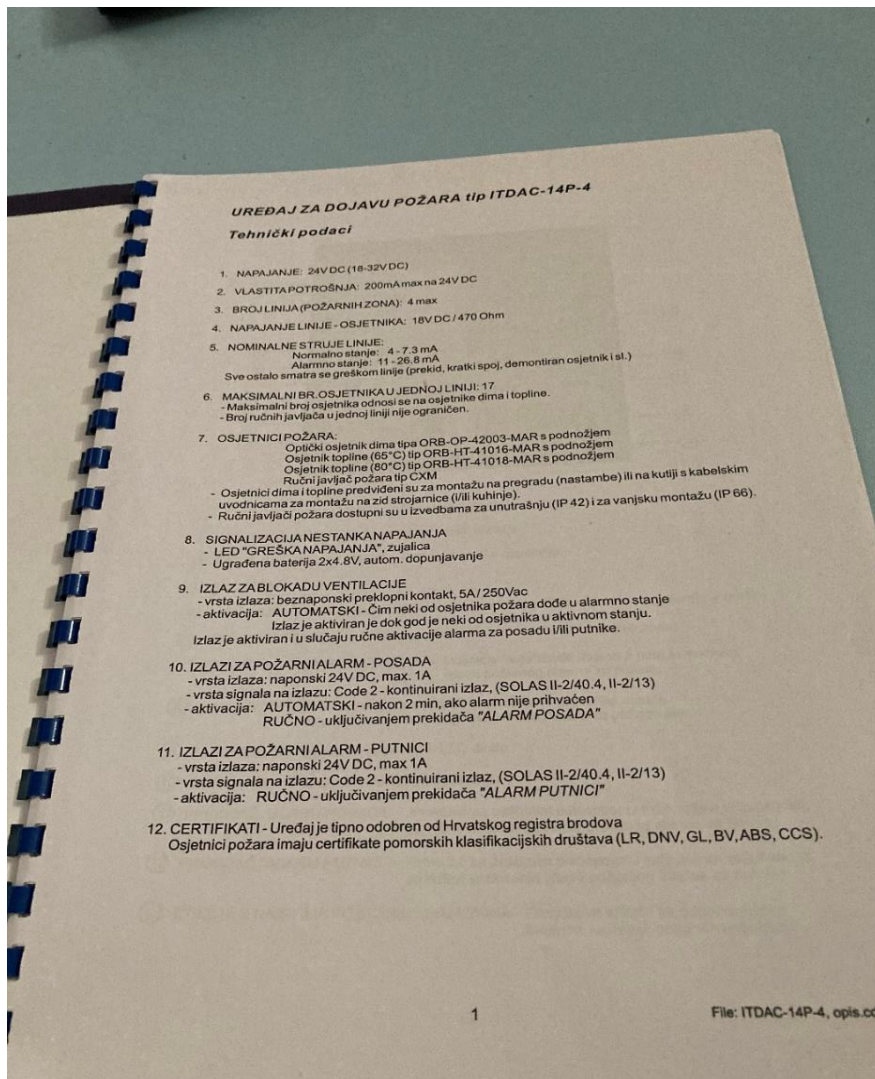 UREĐAJ ZA DOJAVU POŽARA tip ITDAC-14P-4
Tehnički podaci
1. NAPAJANJE: 24V DC (18-32V DC)
2. VLASTITA POTROŠNJA: 200mA max na 24V DC
3. BROJ LINIJA (POŽARNIH ZONA): 4 max
4. NAPAJANJE LINIJE - OSJETNIKA: 18V DC / 470 Ohm
5. NOMINALNE STRUJE LINIJE:
Normalno stanje: 4 - 7.3 mA
Alarmno stanje: 11 - 26.8 mA
Sve ostalo smatra se greškom linije (prekid, kratki spoj, demontiran osjetnik i sl.)
6. MAKSIMALNI BR. OSJETNIKA U JEDNOJ LINIJI: 17
- Maksimalni broj osjetnika odnosi se na osjetnike dima i topline.
- Broj ručnih javljača u jednoj liniji nije ograničen.
7. OSJETNICI POŽARA:
Optički osjetnik dima tipa ORB-OP-42003-MAR s podnožjem
Osjetnik topline (65°C) tip ORB-HT-41016-MAR s podnožjem
Osjetnik topline (80°C) tip ORB-HT-41018-MAR s podnožjem
Ručni javljač požara tip CXM
- Osjetnici dima i topline predviđeni su za montažu na pregradu (nastambe) ili na kutiji s kabelskim
uvodnicama za montažu na zid strojarnice (i/ili kuhinje).
- Ručni javljači požara dostupni su u izvedbama za unutrašnju (IP 42) i za vanjsku montažu (IP 66).
8. SIGNALIZACIJA NESTANKA NAPAJANJA
- LED "GREŠKA NAPAJANJA", zujalica
- Ugrađena baterija 2x4.8V, autom. dopunjavanje
9. IZLAZ ZA BLOKADU VENTILACIJE
- vrsta izlaza: beznaponski preklopni kontakt, 5A / 250Vac
- aktivacija: AUTOMATSKI - Čim neki od osjetnika požara dođe u alarmno stanje
Izlaz je aktiviran je dok god je neki od osjetnika u aktivnom stanju.
Izlaz je aktiviran i u slučaju ručne aktivacije alarma za posadu i/ili putnike.
10. IZLAZI ZA POŽARNI ALARM - POSADA
- vrsta izlaza: naponski 24V DC, max. 1A
- vrsta signala na izlazu: Code 2 - kontinuirani izlaz, (SOLAS II-2/40.4, II-2/13)
- aktivacija: AUTOMATSKI - nakon 2 min, ako alarm nije prihvaćen
RUČNO - uključivanjem prekidača "ALARM POSADA"
11. IZLAZI ZA POŽARNI ALARM - PUTNICI
- vrsta izlaza: naponski 24V DC, max 1A
- vrsta signala na izlazu: Code 2 - kontinuirani izlaz, (SOLAS II-2/40.4, II-2/13)
- aktivacija: RUČNO - uključivanjem prekidača "ALARM PUTNICI"
12. CERTIFIKATI - Uređaj je tipno odobren od Hrvatskog registra brodova
Osjetnici požara imaju certifikate pomorskih klasifikacijskih društava (LR, DNV, GL, BV, ABS, CCS).
1
File: ITDAC-14P-4, opis.